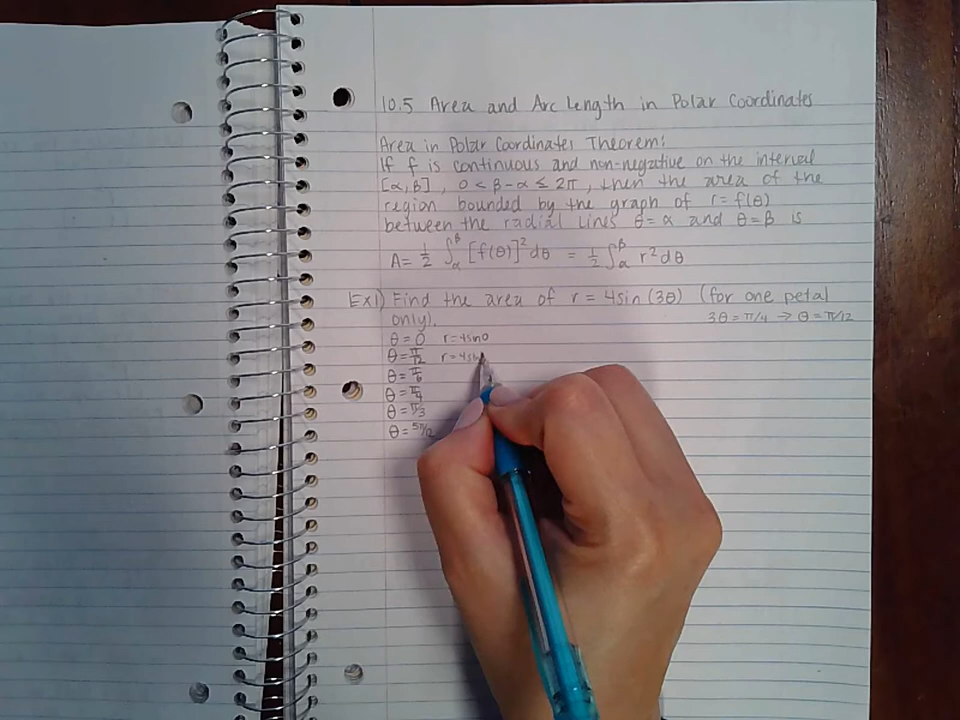 10.5 Area and Arc Length in Polar Coordinates
Area in Polar Coordinates Theorem:
If f is continuous and non-negative on the interval
[α, β], 0 < β - α ≤ 2π, then the area of the
region bounded by the graph of r = f(θ)
between the radial lines θ = α and θ = β is
A = 1/2 ∫_α^β [f(θ)]² dθ = 1/2 ∫_α^β r² dθ
EX1) Find the area of r = 4sin(3θ) (for one petal
only).
3θ = π/4 → θ = π/12
θ = 0 r = 4sin0
θ = π/12 r = 4sin
θ = π/6
θ = π/4
θ = π/3
θ = 5π/12